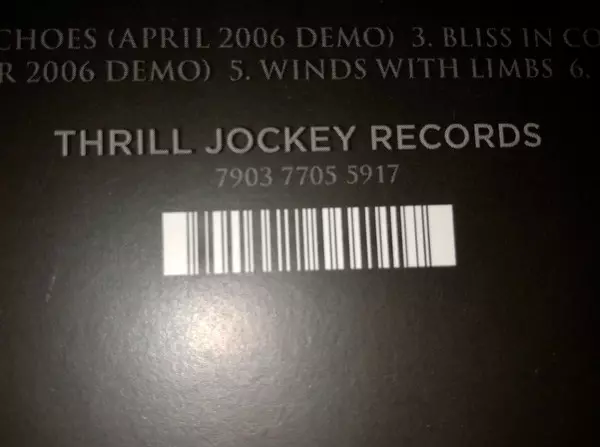 CHOES (APRIL 2006 DEMO) 3. BLISS IN CO
R 2006 DEMO) 5. WINDS WITH LIMBS 6.
THRILL JOCKEY RECORDS
7903 7705 5917